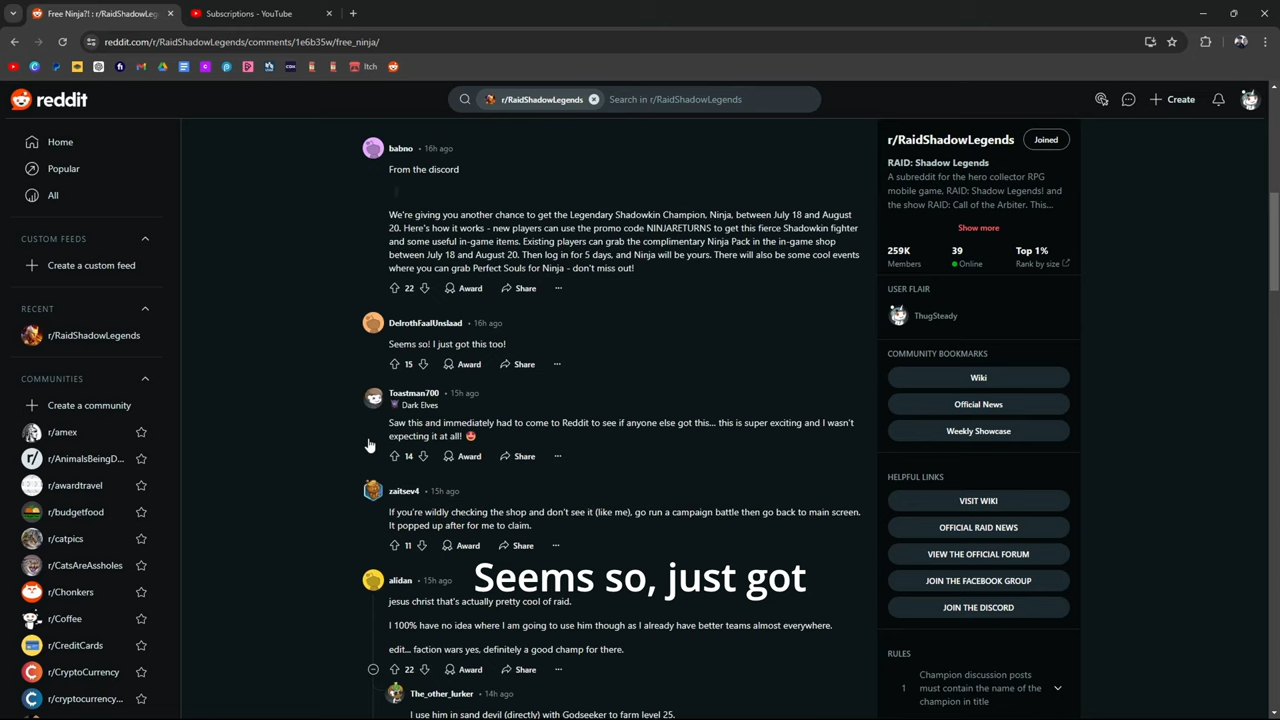 Free Ninja?! : r/RaidShadowLeg
Subscriptions - YouTube
reddit.com/r/RaidShadowLegends/comments/1e6b35w/free_ninja/
Itch
reddit
r/RaidShadowLegends
Search in r/RaidShadowLegends
Create
Home
Popular
All
CUSTOM FEEDS
Create a custom feed
RECENT
r/RaidShadowLegends
COMMUNITIES
Create a community
r/amex
r/AnimalsBeingD...
r/awardtravel
r/budgetfood
r/catpics
r/CatsAreAssholes
r/Chonkers
r/Coffee
r/CreditCards
r/CryptoCurrency
r/cryptocurrency...
babno • 16h ago
From the discord
We're giving you another chance to get the Legendary Shadowkin Champion, Ninja, between July 18 and August
20. Here's how it works - new players can use the promo code NINJARETURNS to get this fierce Shadowkin fighter
and some useful in-game items. Existing players can grab the complimentary Ninja Pack in the in-game shop
between July 18 and August 20. Then log in for 5 days, and Ninja will be yours. There will also be some cool events
where you can grab Perfect Souls for Ninja - don't miss out!
22 Award Share ...
DelrothFaalUnslaad • 16h ago
Seems so! I just got this too!
15 Award Share ...
Toastman700 • 15h ago
Dark Elves
Saw this and immediately had to come to Reddit to see if anyone else got this... this is super exciting and I wasn't
expecting it at all! 🤩
14 Award Share ...
zaitsev4 • 15h ago
If you're wildly checking the shop and don't see it (like me), go run a campaign battle then go back to main screen.
It popped up after for me to claim.
11 Award Share ...
Seems so, just got
alidan • 15h ago
jesus christ that's actually pretty cool of raid.
I 100% have no idea where I am going to use him though as I already have better teams almost everywhere.
edit... faction wars yes, definitely a good champ for there.
22 Award Share ...
The_other_lurker • 14h ago
I use him in sand devil (directly) with Godseeker to farm level 25.
r/RaidShadowLegends
Joined
RAID: Shadow Legends
A subreddit for the hero collector RPG
mobile game, RAID: Shadow Legends! and
the show RAID: Call of the Arbiter. This...
Show more
259K 39 Top 1%
Members Online Rank by size
USER FLAIR
ThugSteady
COMMUNITY BOOKMARKS
Wiki
Official News
Weekly Showcase
HELPFUL LINKS
VISIT WIKI
OFFICIAL RAID NEWS
VIEW THE OFFICIAL FORUM
JOIN THE FACEBOOK GROUP
JOIN THE DISCORD
RULES
1 Champion discussion posts
must contain the name of the
champion in title